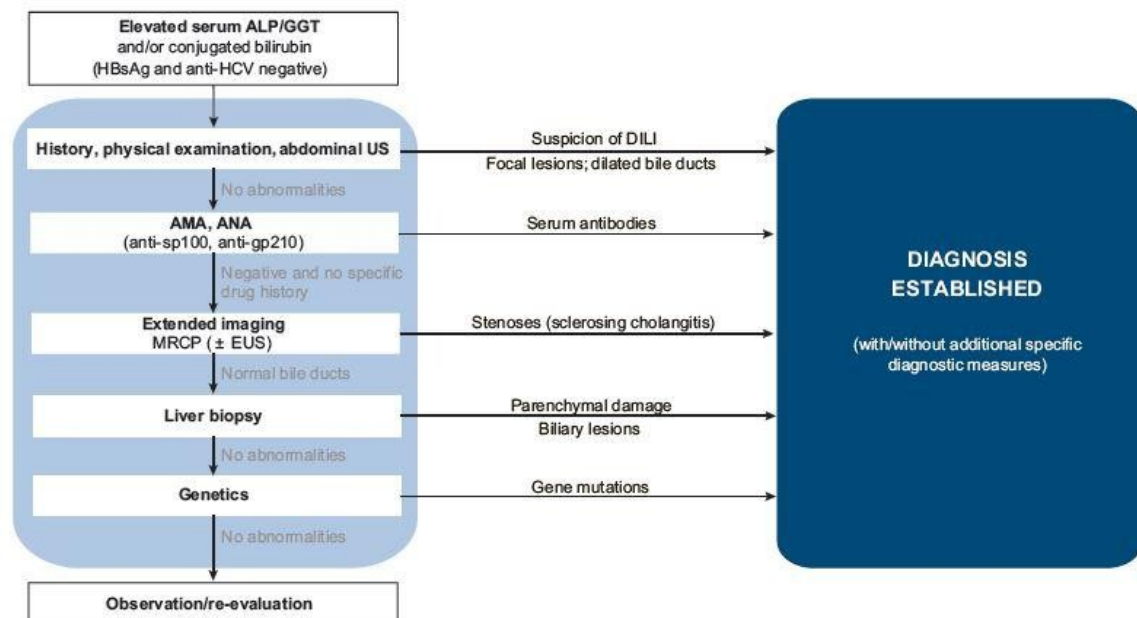 Elevated serum ALP/GGT
and/or conjugated bilirubin
(HBsAg and anti-HCV negative)
History, physical examination, abdominal US
Suspicion of DILI
Focal lesions; dilated bile ducts
No abnormalities
AMA, ANA
(anti-sp100, anti-gp210)
Serum antibodies
Negative and no specific
drug history
Extended imaging
MRCP (± EUS)
Stenoses (sclerosing cholangitis)
Normal bile ducts
Liver biopsy
Parenchymal damage
Biliary lesions
No abnormalities
Genetics
Gene mutations
No abnormalities
Observation/re-evaluation
DIAGNOSIS
ESTABLISHED
(with/without additional specific
diagnostic measures)